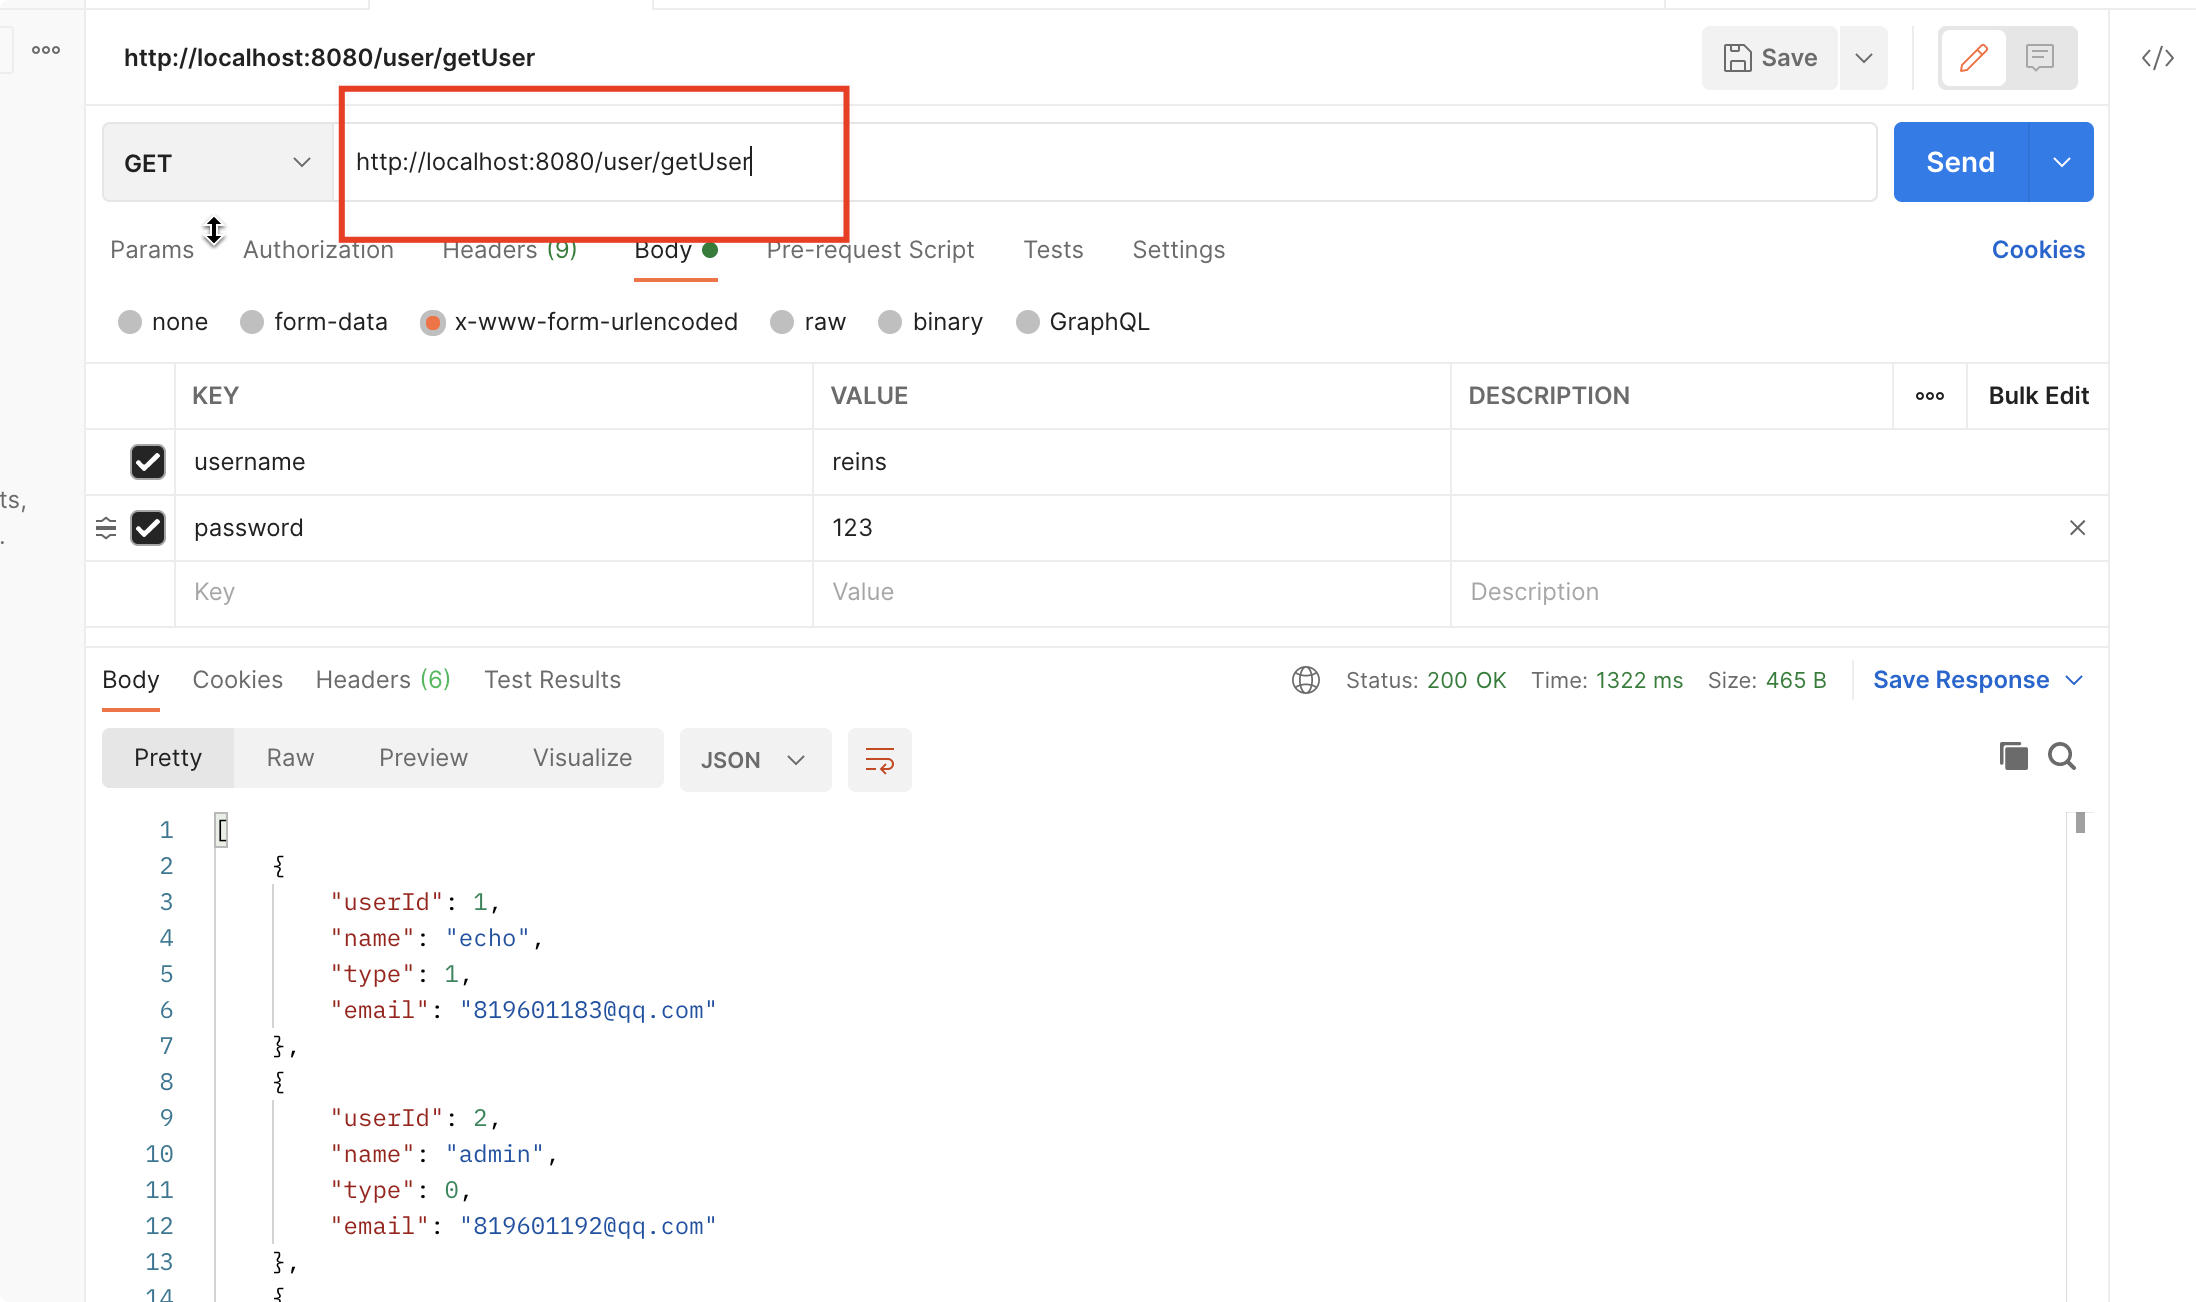 http://localhost:8080/user/getUser
Save
GET
http://localhost:8080/user/getUser
Send
Params Authorization Headers (9) Body Pre-request Script Tests Settings Cookies
none form-data x-www-form-urlencoded raw binary GraphQL
KEY VALUE DESCRIPTION ooo Bulk Edit
username reins
ts,
password 123
.
Key Value Description
Body Cookies Headers (6) Test Results Status: 200 OK Time: 1322 ms Size: 465 B Save Response
Pretty Raw Preview Visualize JSON
1 [
2 {
3 "userId": 1,
4 "name": "echo",
5 "type": 1,
6 "email": "819601183@qq.com"
7 },
8 {
9 "userId": 2,
10 "name": "admin",
11 "type": 0,
12 "email": "819601192@qq.com"
13 },
14 {